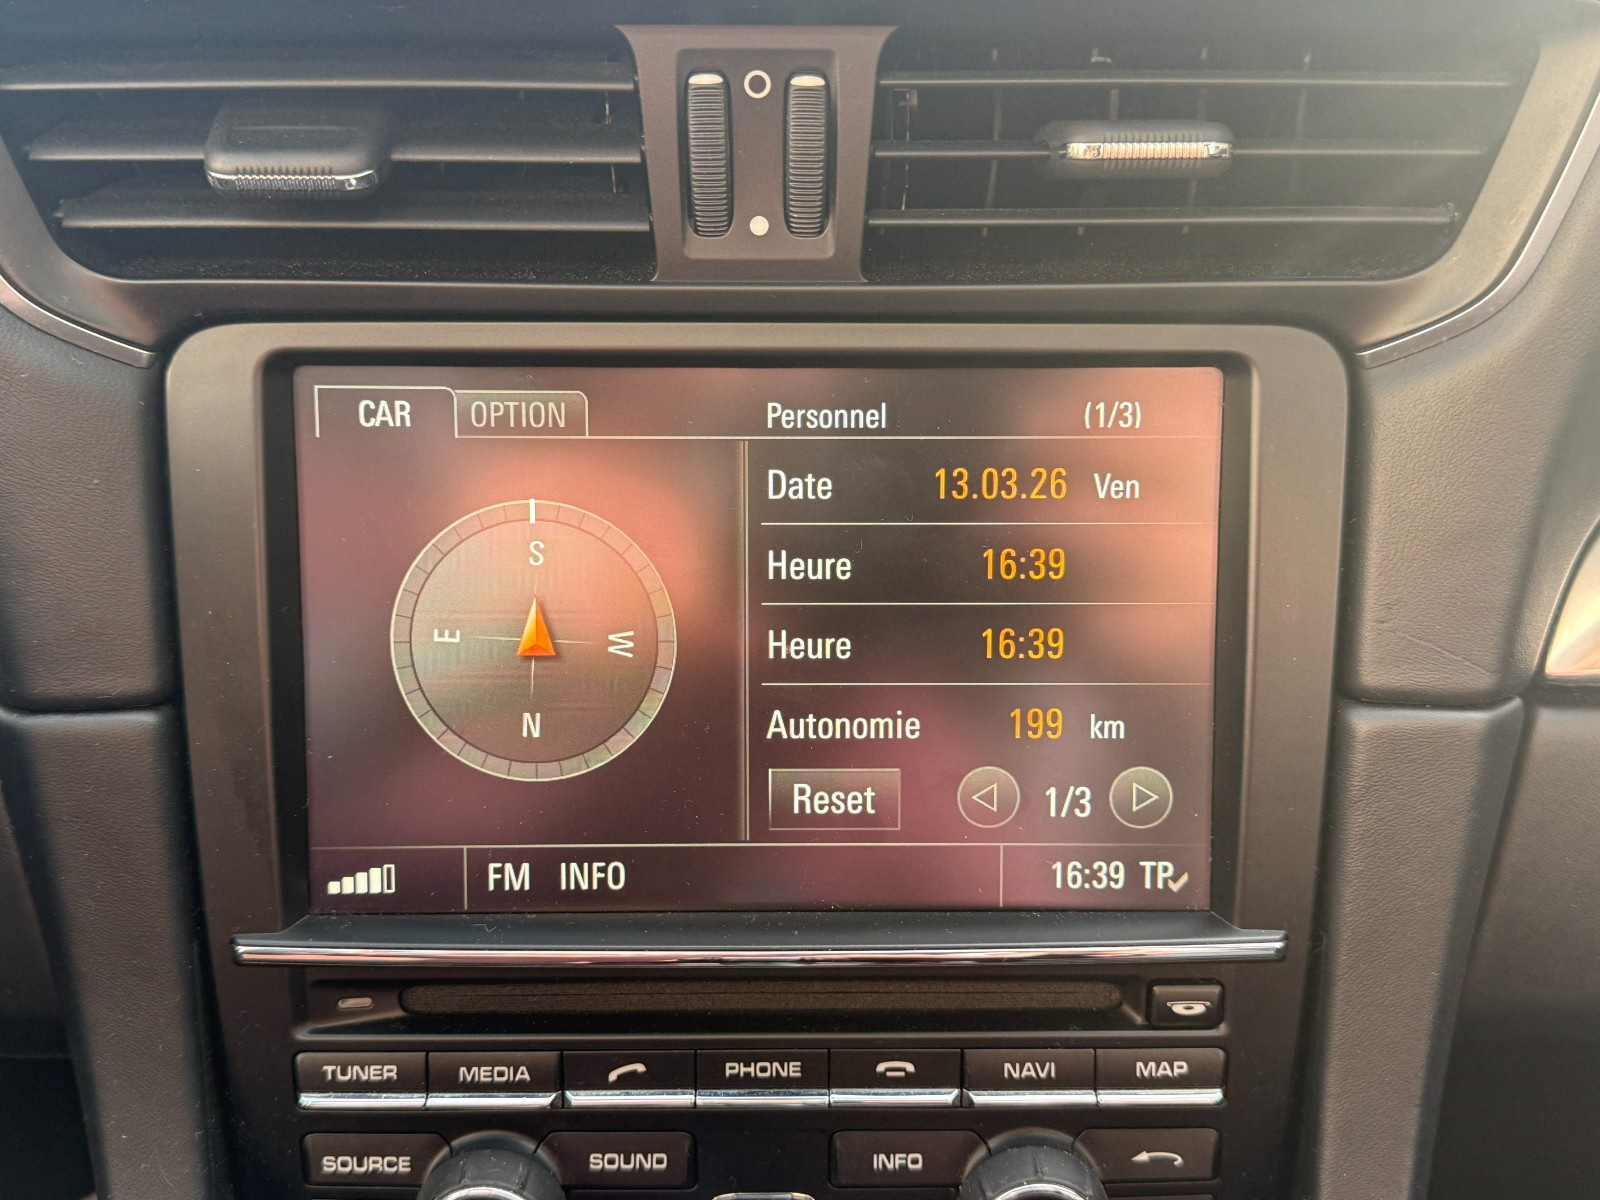 CAR OPTION Personnel (1/3)
Date 13.03.26 Ven
Heure 16:39
Heure 16:39
Autonomie 199 km
Reset 1/3
S
E W
N
FM INFO 16:39 TP
TUNER MEDIA PHONE NAVI MAP
SOURCE SOUND INFO